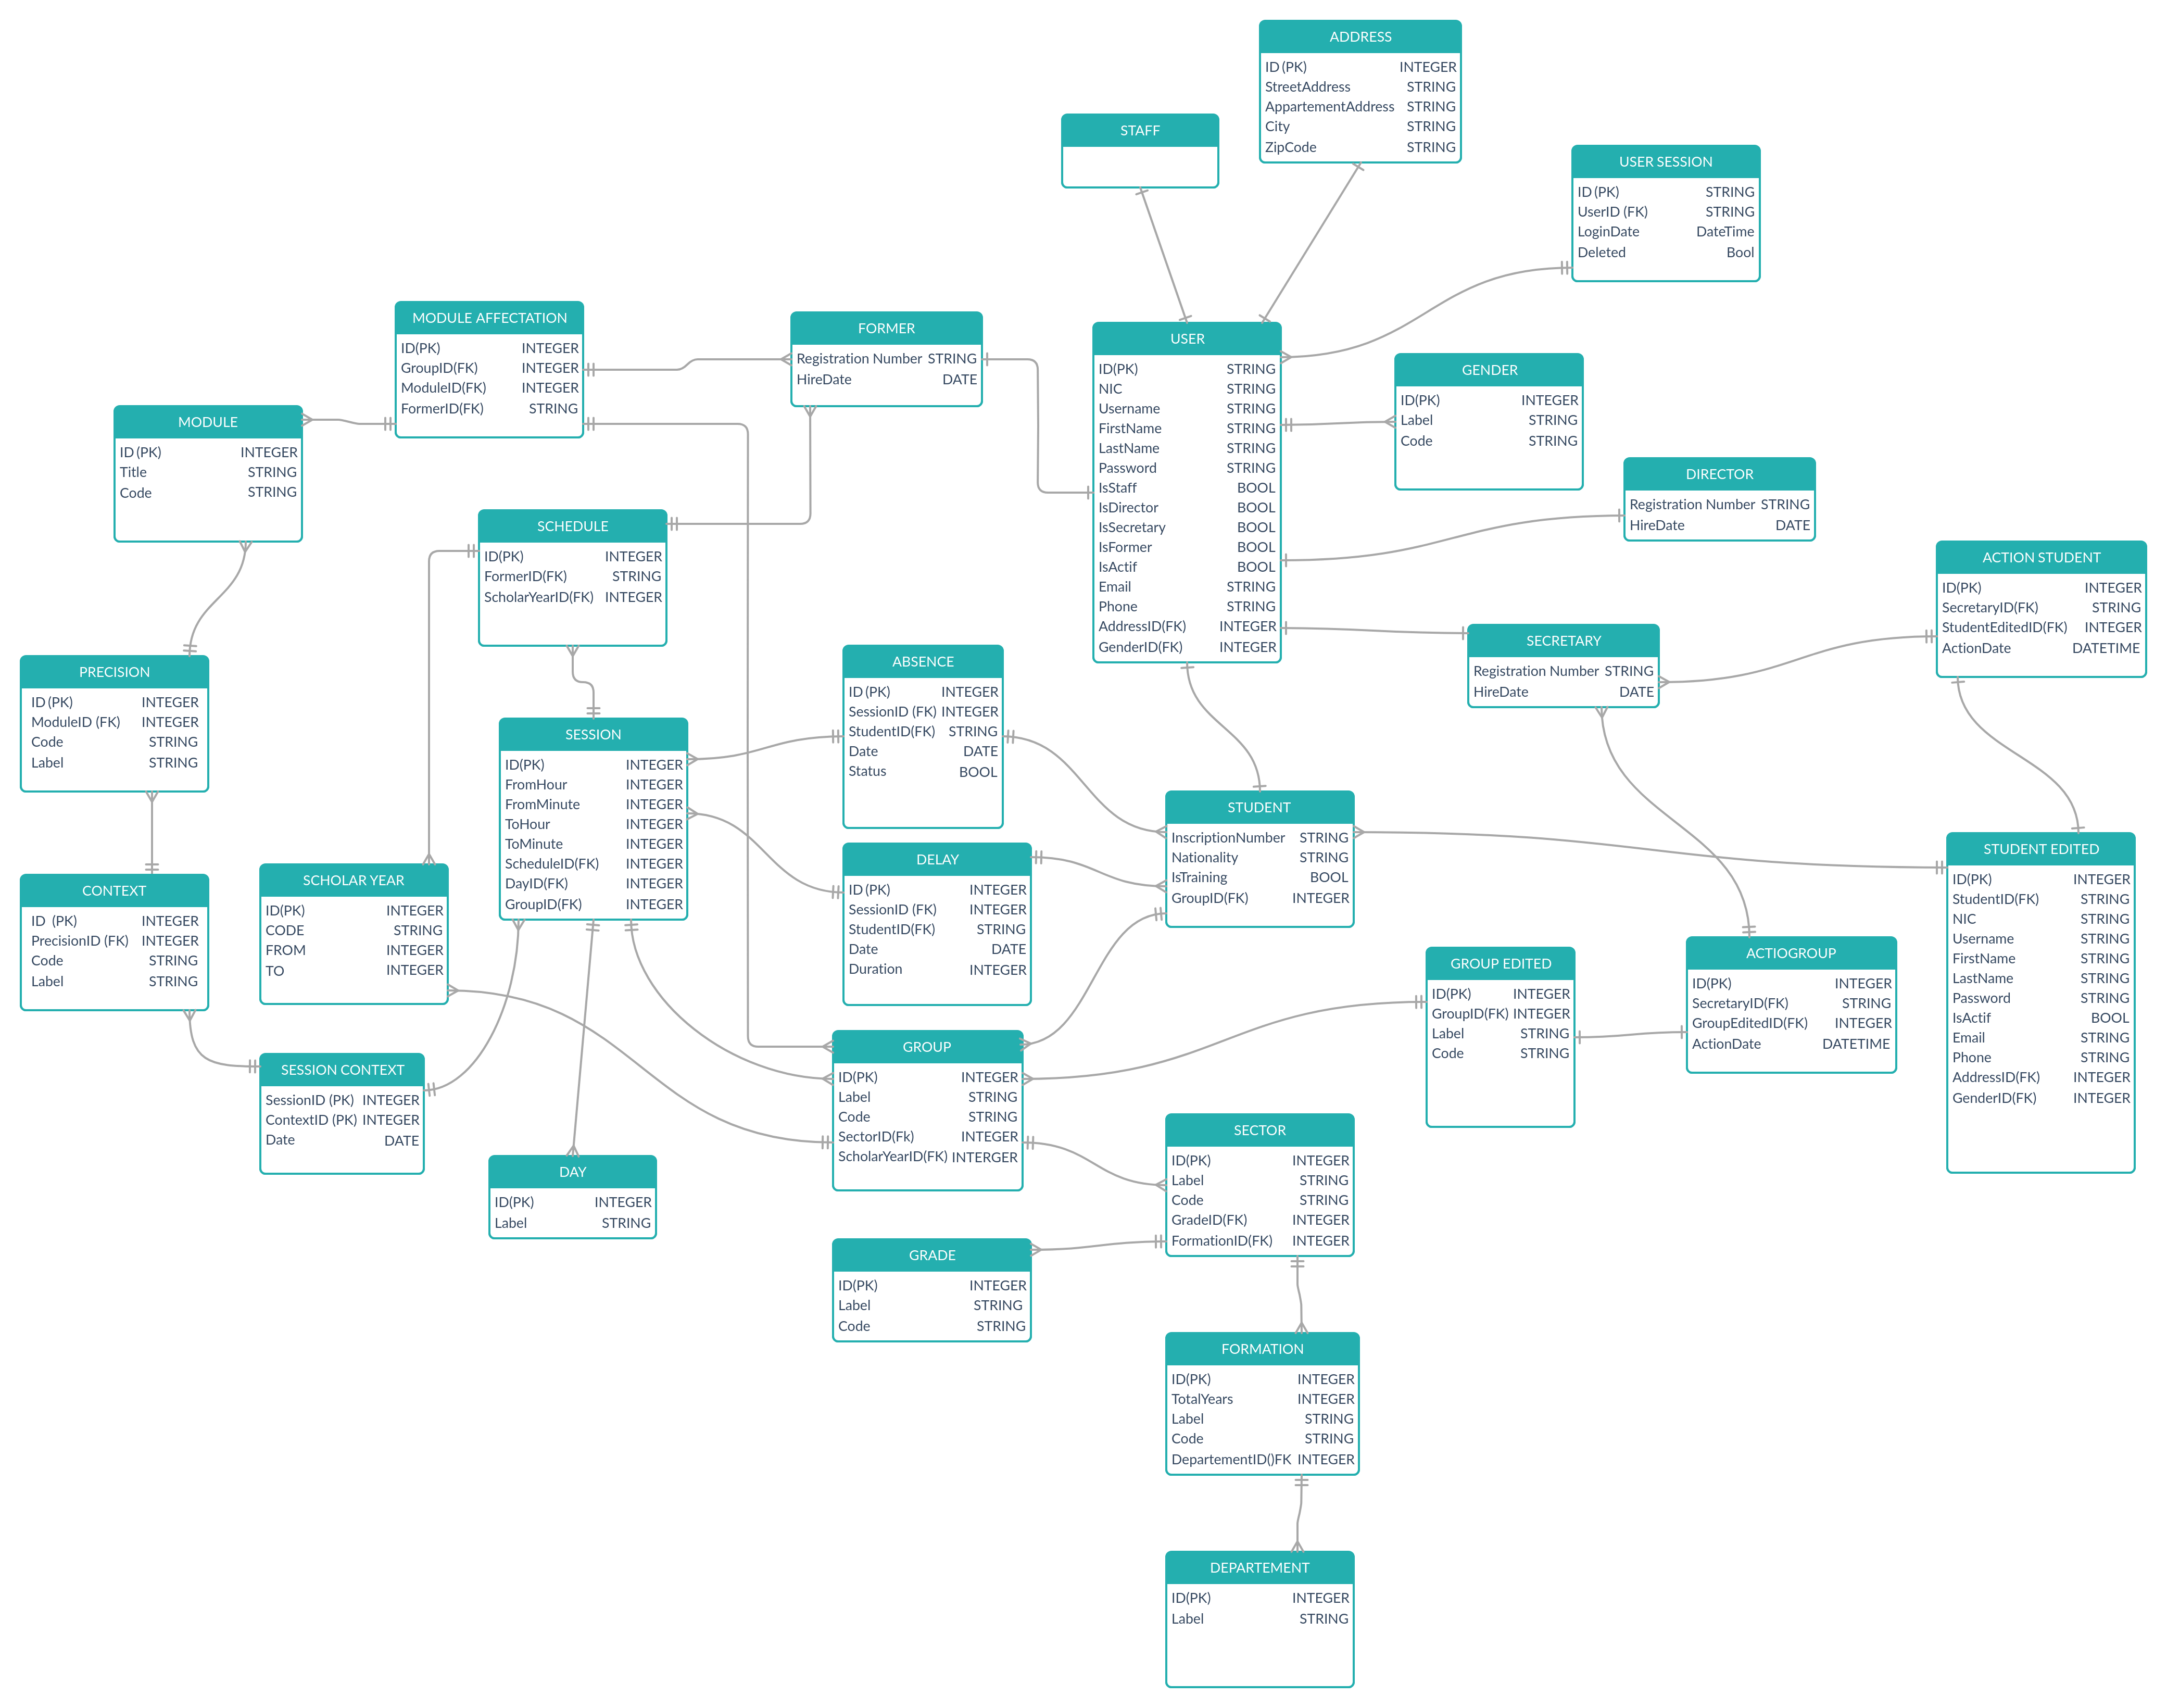 ADDRESS
ID (PK) INTEGER
StreetAddress STRING
AppartementAddress STRING
City STRING
ZipCode STRING
STAFF
USER SESSION
ID (PK) STRING
UserID (FK) STRING
LoginDate DateTime
Deleted Bool
MODULE AFFECTATION
ID(PK) INTEGER
GroupID(FK) INTEGER
ModuleID(FK) INTEGER
FormerID(FK) STRING
FORMER
Registration Number STRING
HireDate DATE
USER
ID(PK) STRING
NIC STRING
Username STRING
FirstName STRING
LastName STRING
Password STRING
IsStaff BOOL
IsDirector BOOL
IsSecretary BOOL
IsFormer BOOL
IsActif BOOL
Email STRING
Phone STRING
AddressID(FK) INTEGER
GenderID(FK) INTEGER
GENDER
ID(PK) INTEGER
Label STRING
Code STRING
MODULE
ID (PK) INTEGER
Title STRING
Code STRING
DIRECTOR
Registration Number STRING
HireDate DATE
SCHEDULE
ID(PK) INTEGER
FormerID(FK) STRING
ScholarYearID(FK) INTEGER
ACTION STUDENT
ID(PK) INTEGER
SecretaryID(FK) STRING
StudentEditedID(FK) INTEGER
ActionDate DATETIME
SECRETARY
Registration Number STRING
HireDate DATE
ABSENCE
ID (PK) INTEGER
SessionID (FK) INTEGER
StudentID(FK) STRING
Date DATE
Status BOOL
PRECISION
ID (PK) INTEGER
ModuleID (FK) INTEGER
Code STRING
Label STRING
SESSION
ID(PK) INTEGER
FromHour INTEGER
FromMinute INTEGER
ToHour INTEGER
ToMinute INTEGER
ScheduleID(FK) INTEGER
DayID(FK) INTEGER
GroupID(FK) INTEGER
STUDENT
InscriptionNumber STRING
Nationality STRING
IsTraining BOOL
GroupID(FK) INTEGER
DELAY
ID (PK) INTEGER
SessionID (FK) INTEGER
StudentID(FK) STRING
Date DATE
Duration INTEGER
STUDENT EDITED
ID(PK) INTEGER
StudentID(FK) STRING
NIC STRING
Username STRING
FirstName STRING
LastName STRING
Password STRING
IsActif BOOL
Email STRING
Phone STRING
AddressID(FK) INTEGER
GenderID(FK) INTEGER
CONTEXT
ID (PK) INTEGER
PrecisionID (FK) INTEGER
Code STRING
Label STRING
SCHOLAR YEAR
ID(PK) INTEGER
CODE STRING
FROM INTEGER
TO INTEGER
GROUP EDITED
ID(PK) INTEGER
GroupID(FK) INTEGER
Label STRING
Code STRING
ACTIOGROUP
ID(PK) INTEGER
SecretaryID(FK) STRING
GroupEditedID(FK) INTEGER
ActionDate DATETIME
GROUP
ID(PK) INTEGER
Label STRING
Code STRING
SectorID(Fk) INTEGER
ScholarYearID(FK) INTERGER
SESSION CONTEXT
SessionID (PK) INTEGER
ContextID (PK) INTEGER
Date DATE
SECTOR
ID(PK) INTEGER
Label STRING
Code STRING
GradeID(FK) INTEGER
FormationID(FK) INTEGER
DAY
ID(PK) INTEGER
Label STRING
GRADE
ID(PK) INTEGER
Label STRING
Code STRING
FORMATION
ID(PK) INTEGER
TotalYears INTEGER
Label STRING
Code STRING
DepartementID()FK INTEGER
DEPARTEMENT
ID(PK) INTEGER
Label STRING